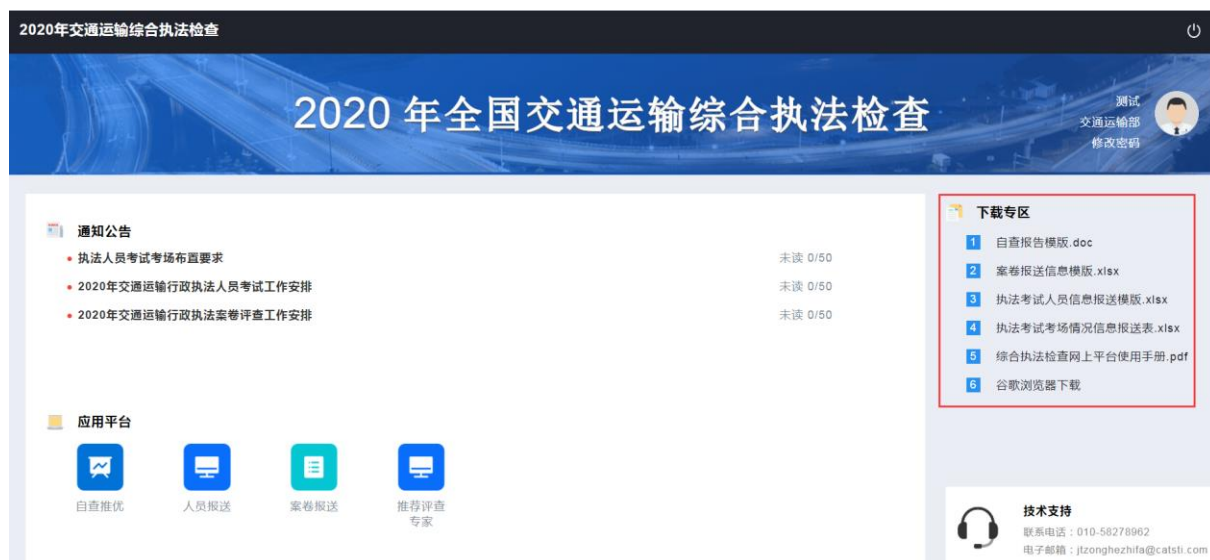 2020年交通运输综合执法检查
2020 年全国交通运输综合执法检查
测试
交通运输部
修改密码
通知公告
执法人员考试考场布置要求 未读 0/50
2020年交通运输行政执法人员考试工作安排 未读 0/50
2020年交通运输行政执法案卷评查工作安排 未读 0/50
应用平台
自查推优
人员报送
案卷报送
推荐评查
专家
下载专区
1 自查报告模版.doc
2 案卷报送信息模版.xlsx
3 执法考试人员信息报送模版.xlsx
4 执法考试考场情况信息报送表.xlsx
5 综合执法检查网上平台使用手册.pdf
6 谷歌浏览器下载
技术支持
联系电话：010-58278962
电子邮箱：jtzonghezhifa@catsti.com